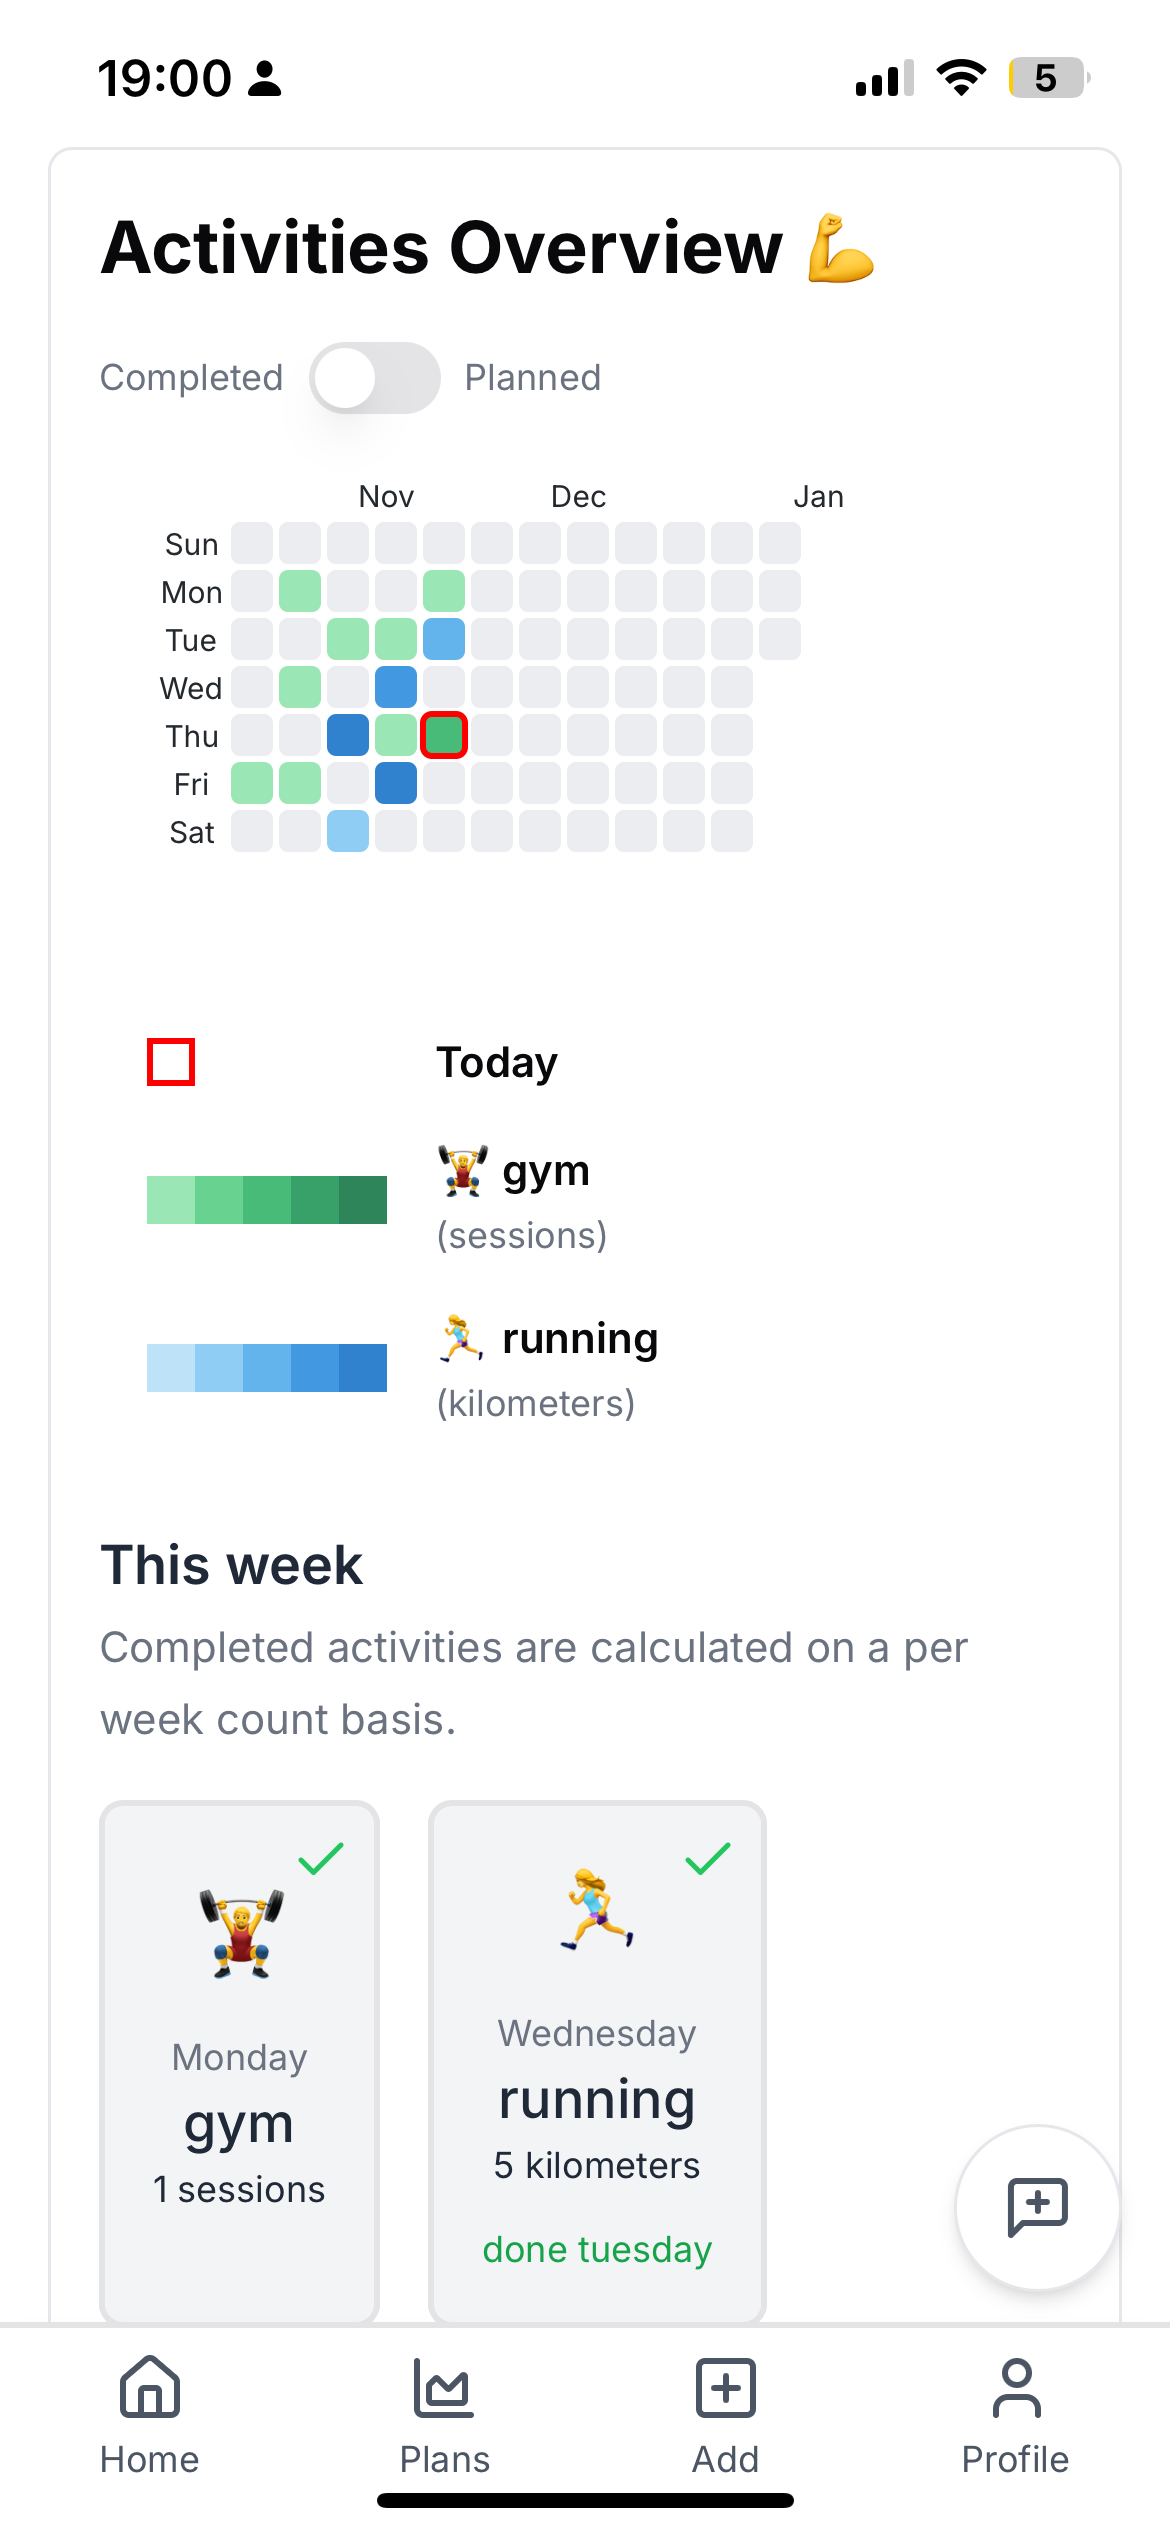 19:00
5
Activities Overview 💪
Completed Planned
Nov Dec Jan
Sun
Mon
Tue
Wed
Thu
Fri
Sat
Today
🏋️ gym
(sessions)
🏃‍♀️ running
(kilometers)
This week
Completed activities are calculated on a per
week count basis.
Monday
gym
1 sessions
Wednesday
running
5 kilometers
done tuesday
Home Plans Add Profile